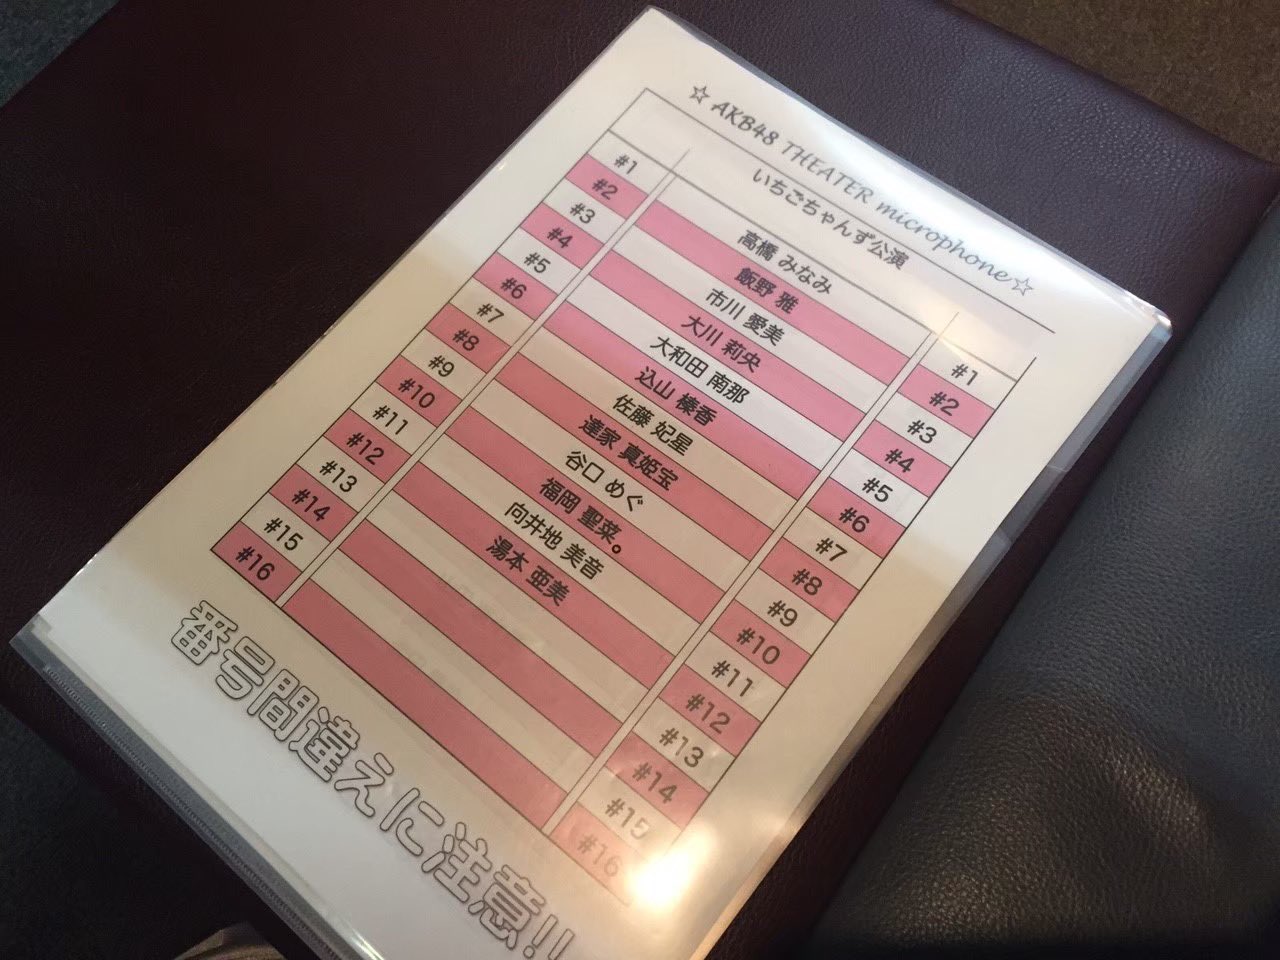 ☆ AKB48 THEATER microphone☆
いちごちゃんず公演
#1 高橋 みなみ #1
#2 飯野 雅 #2
#3 市川 愛美 #3
#4 大川 莉央 #4
#5 大和田 南那 #5
#6 込山 榛香 #6
#7 佐藤 妃星 #7
#8 達家 真姫宝 #8
#9 谷口 めぐ #9
#10 福岡 聖菜。 #10
#11 向井地 美音 #11
#12 湯本 亜美 #12
#13 #13
#14 #14
#15 #15
#16 #16
番号間違えに注意!!